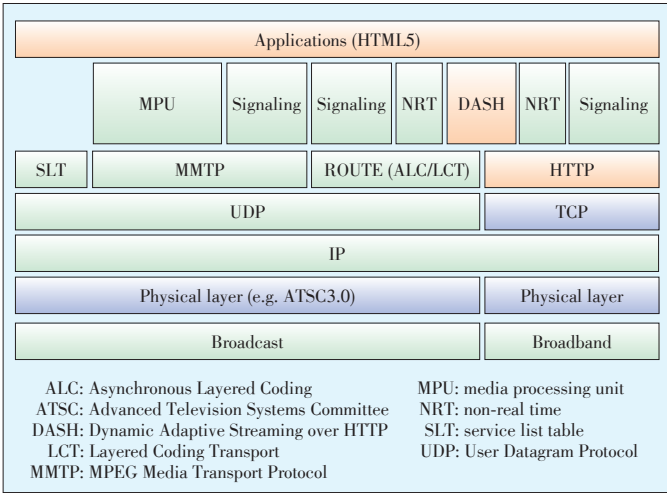 Applications (HTML5)
MPU Signaling Signaling NRT DASH NRT Signaling
SLT MMTP ROUTE (ALC/LCT) HTTP
UDP TCP
IP
Physical layer (e.g. ATSC3.0) Physical layer
Broadcast Broadband
ALC: Asynchronous Layered Coding
ATSC: Advanced Television Systems Committee
DASH: Dynamic Adaptive Streaming over HTTP
LCT: Layered Coding Transport
MMTP: MPEG Media Transport Protocol
MPU: media processing unit
NRT: non-real time
SLT: service list table
UDP: User Datagram Protocol